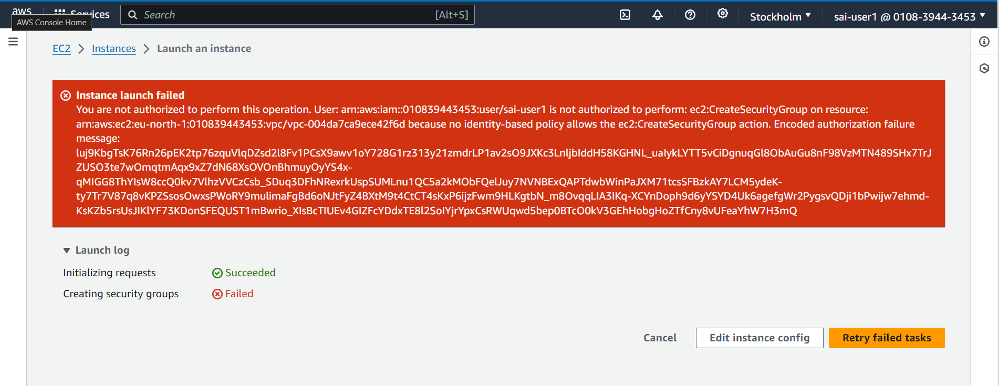 aws
Services
Search
[Alt+S]
Stockholm
sai-user1 @ 0108-3944-3453
AWS Console Home
EC2
Instances
Launch an instance
Instance launch failed
You are not authorized to perform this operation. User: arn:aws:iam::010839443453:user/sai-user1 is not authorized to perform: ec2:CreateSecurityGroup on resource:
arn:aws:ec2:eu-north-1:010839443453:vpc/vpc-004da7ca9ece42f6d because no identity-based policy allows the ec2:CreateSecurityGroup action. Encoded authorization failure
message:
luj9KbgTsK76Rn26pEK2tp76zquVlqDZsd2l8Fv1PCsX9awv1oY728G1rz313y21zmdrLP1av2sO9JXKc3LnljbIddH58KGHNL_uaIykLYTT5vCiDgnuqGl8ObAuGu8nF98VzMTN489SHx7TrJ
ZUSO3te7wOmqtmAqx9xZ7dN68XsOVOnBhmuyOyYS4x-
qMIGG8ThYIsW8ccQ0kv7VlhzVVCzCsb_SDuq3DFhNRexrkUspSUMLnu1QC5a2kMObFQelJuy7NVNBExQAPTdwbWinPaJXM71tcsSFBzkAY7LCM5ydeK-
ty7Tr7V87q8vKPZSsosOwxsPWoRY9mulimaFgBd6oNJtFyZ4BXtM9t4CtCT4sKxP6ijzFwm9HLKgtbN_m8OvqqLIA3IKq-XCYnDoph9d6yYSYD4Uk6agefgWr2PygsvQDji1bPwijw7ehmd-
KsKZb5rsUsJIKlYF73KDonSFEQUST1mBwrio_XIsBcTIUEv4GIZFcYDdxTE8l2SoIYjrYpxCsRWUqwd5bep0BTcO0kV3GEhHobgHoZTfCny8vUFeaYhW7H3mQ
Launch log
Initializing requests
Succeeded
Creating security groups
Failed
Cancel
Edit instance config
Retry failed tasks